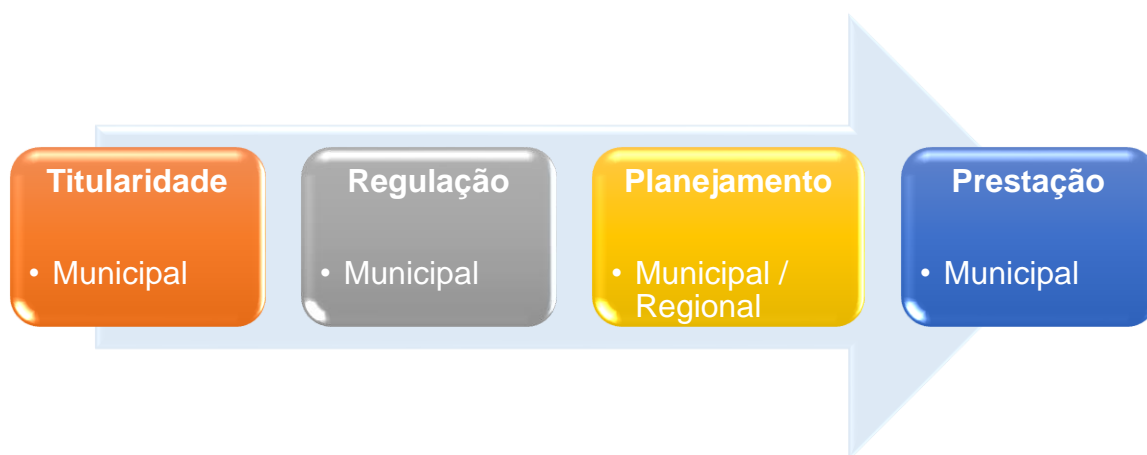 Titularidade
• Municipal
Regulação
• Municipal
Planejamento
• Municipal /
Regional
Prestação
• Municipal